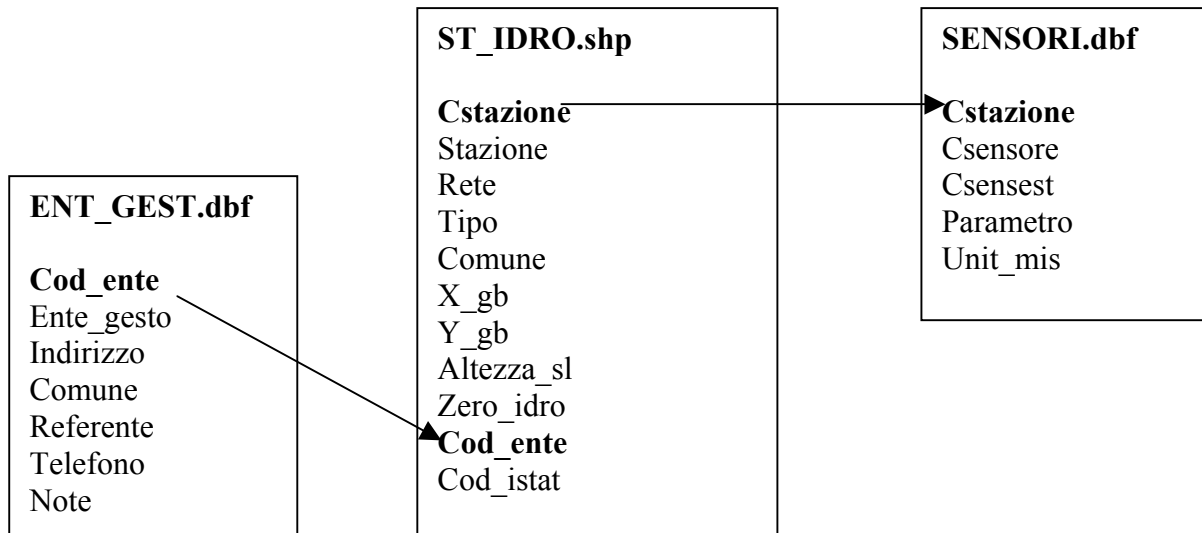 ENT_GEST.dbf
Cod_ente
Ente_gesto
Indirizzo
Comune
Referente
Telefono
Note
ST_IDRO.shp
Cstazione
Stazione
Rete
Tipo
Comune
X_gb
Y_gb
Altezza_sl
Zero_idro
Cod_ente
Cod_istat
SENSORI.dbf
Cstazione
Csensore
Csensest
Parametro
Unit_mis